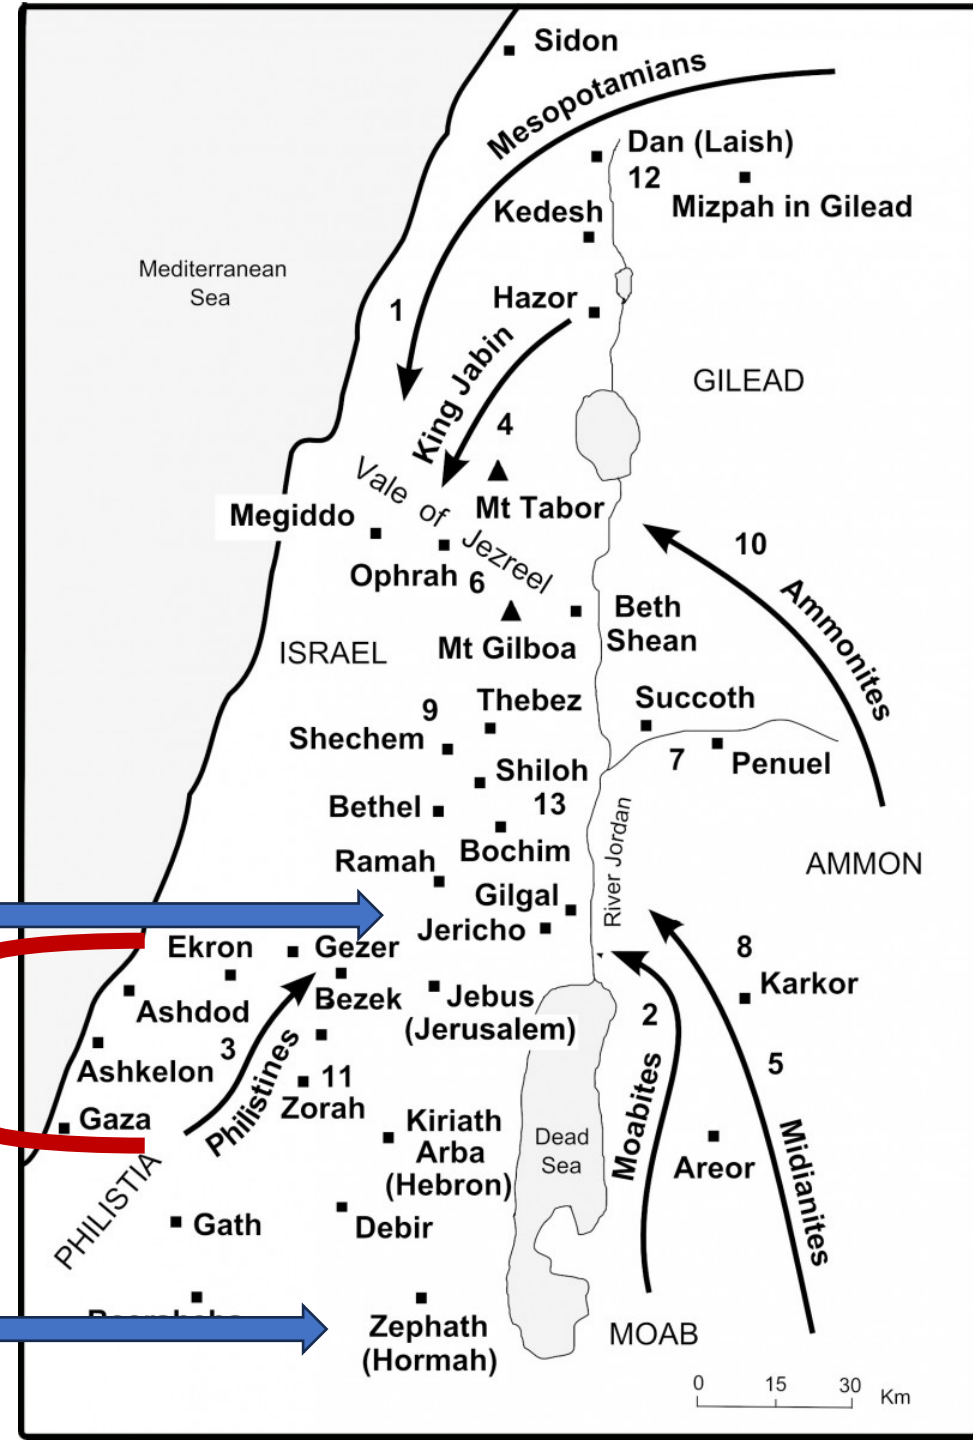 Sidon
Mesopotamians
Dan (Laish)
12
Mizpah in Gilead
Kedesh
Mediterranean
Sea
1
Hazor
King Jabin
GILEAD
4
Vale of Jezreel
Mt Tabor
Megiddo
10
Ophrah
6
Ammonites
Beth
Shean
Mt Gilboa
ISRAEL
Thebez
Succoth
9
Shechem
7
Penuel
Shiloh
13
Bethel
River Jordan
Bochim
Ramah
AMMON
Gilgal
Jericho
Ekron
Gezer
8
Karkor
Ashdod
Bezek
Jebus
(Jerusalem)
2
3
Ashkelon
Philistines
11
Zorah
5
Gaza
Kiriath
Arba
(Hebron)
Dead
Sea
Moabites
Areor
Midianites
PHILISTIA
Gath
Debir
Zephath
(Hormah)
MOAB
0 15 30 Km